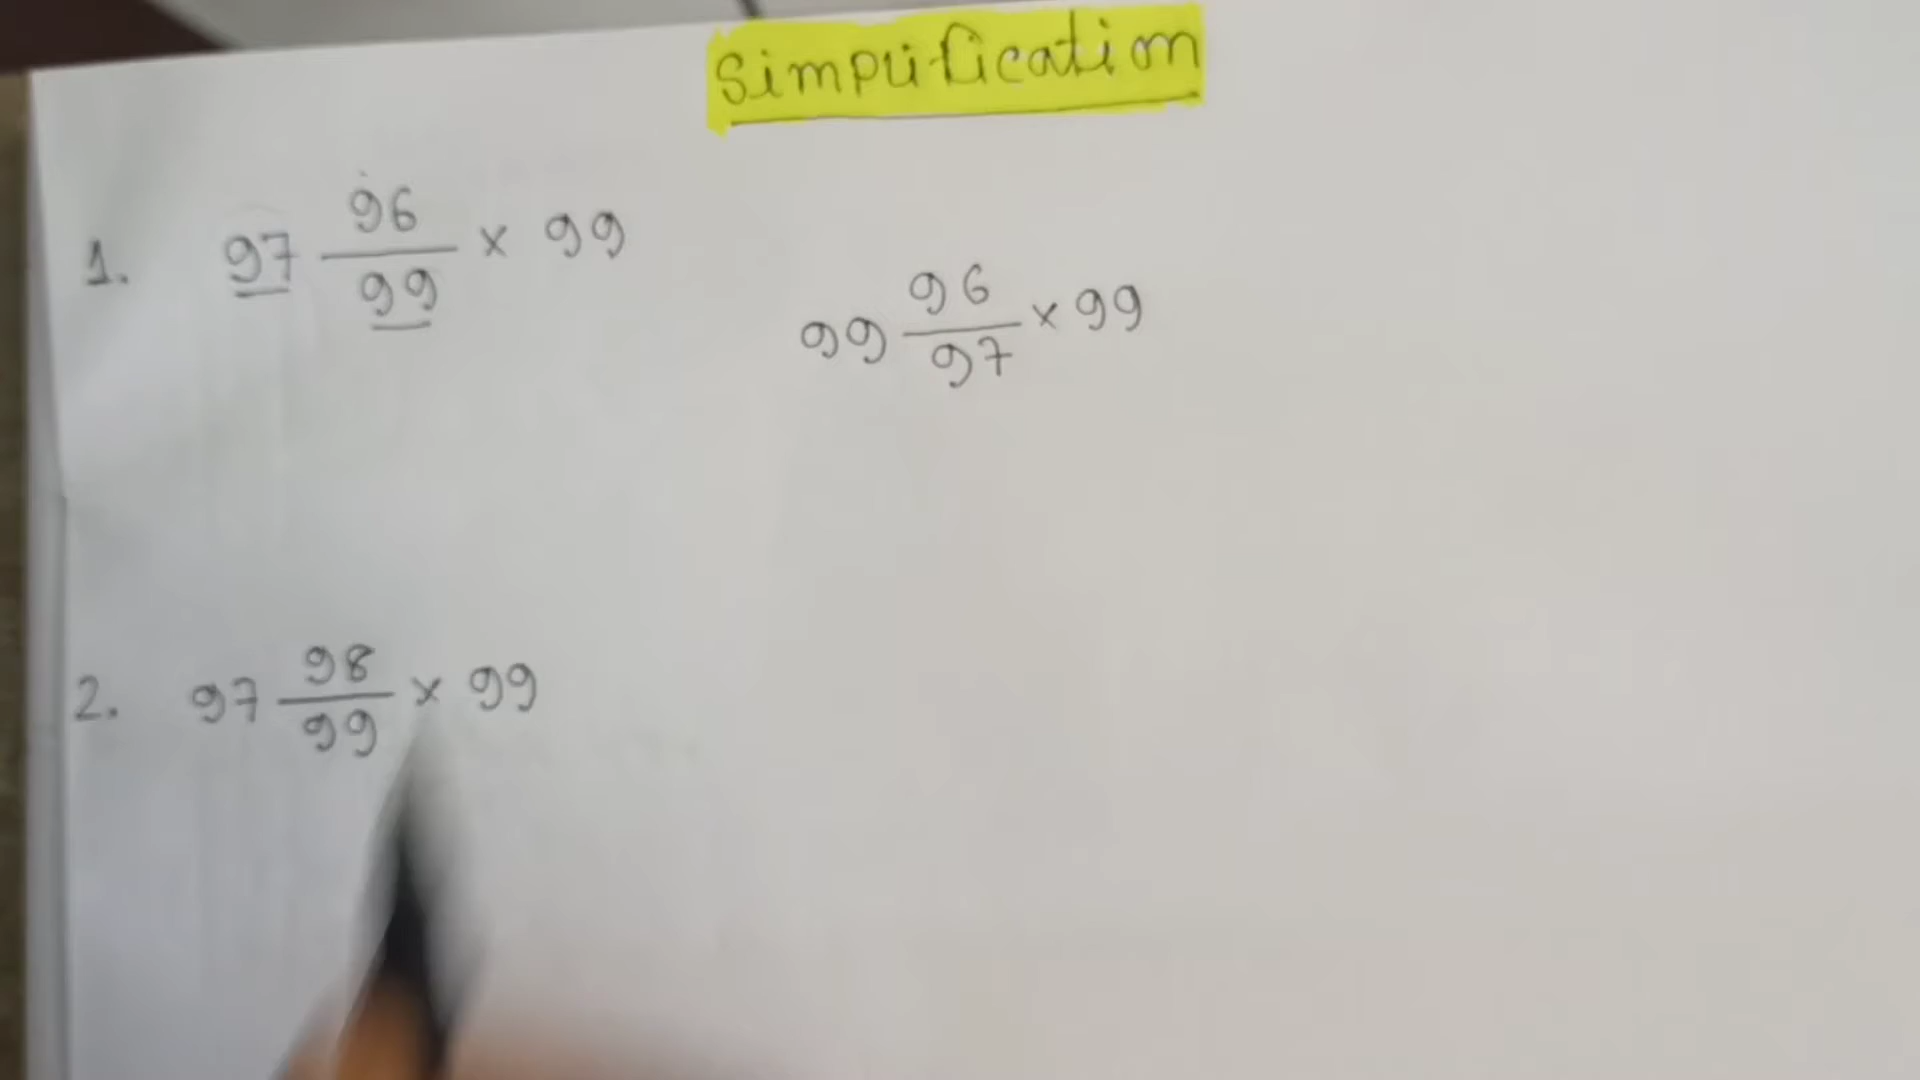 Simplification
1. 97 96/99 × 99
99 96/97 × 99
2. 97 98/99 × 99